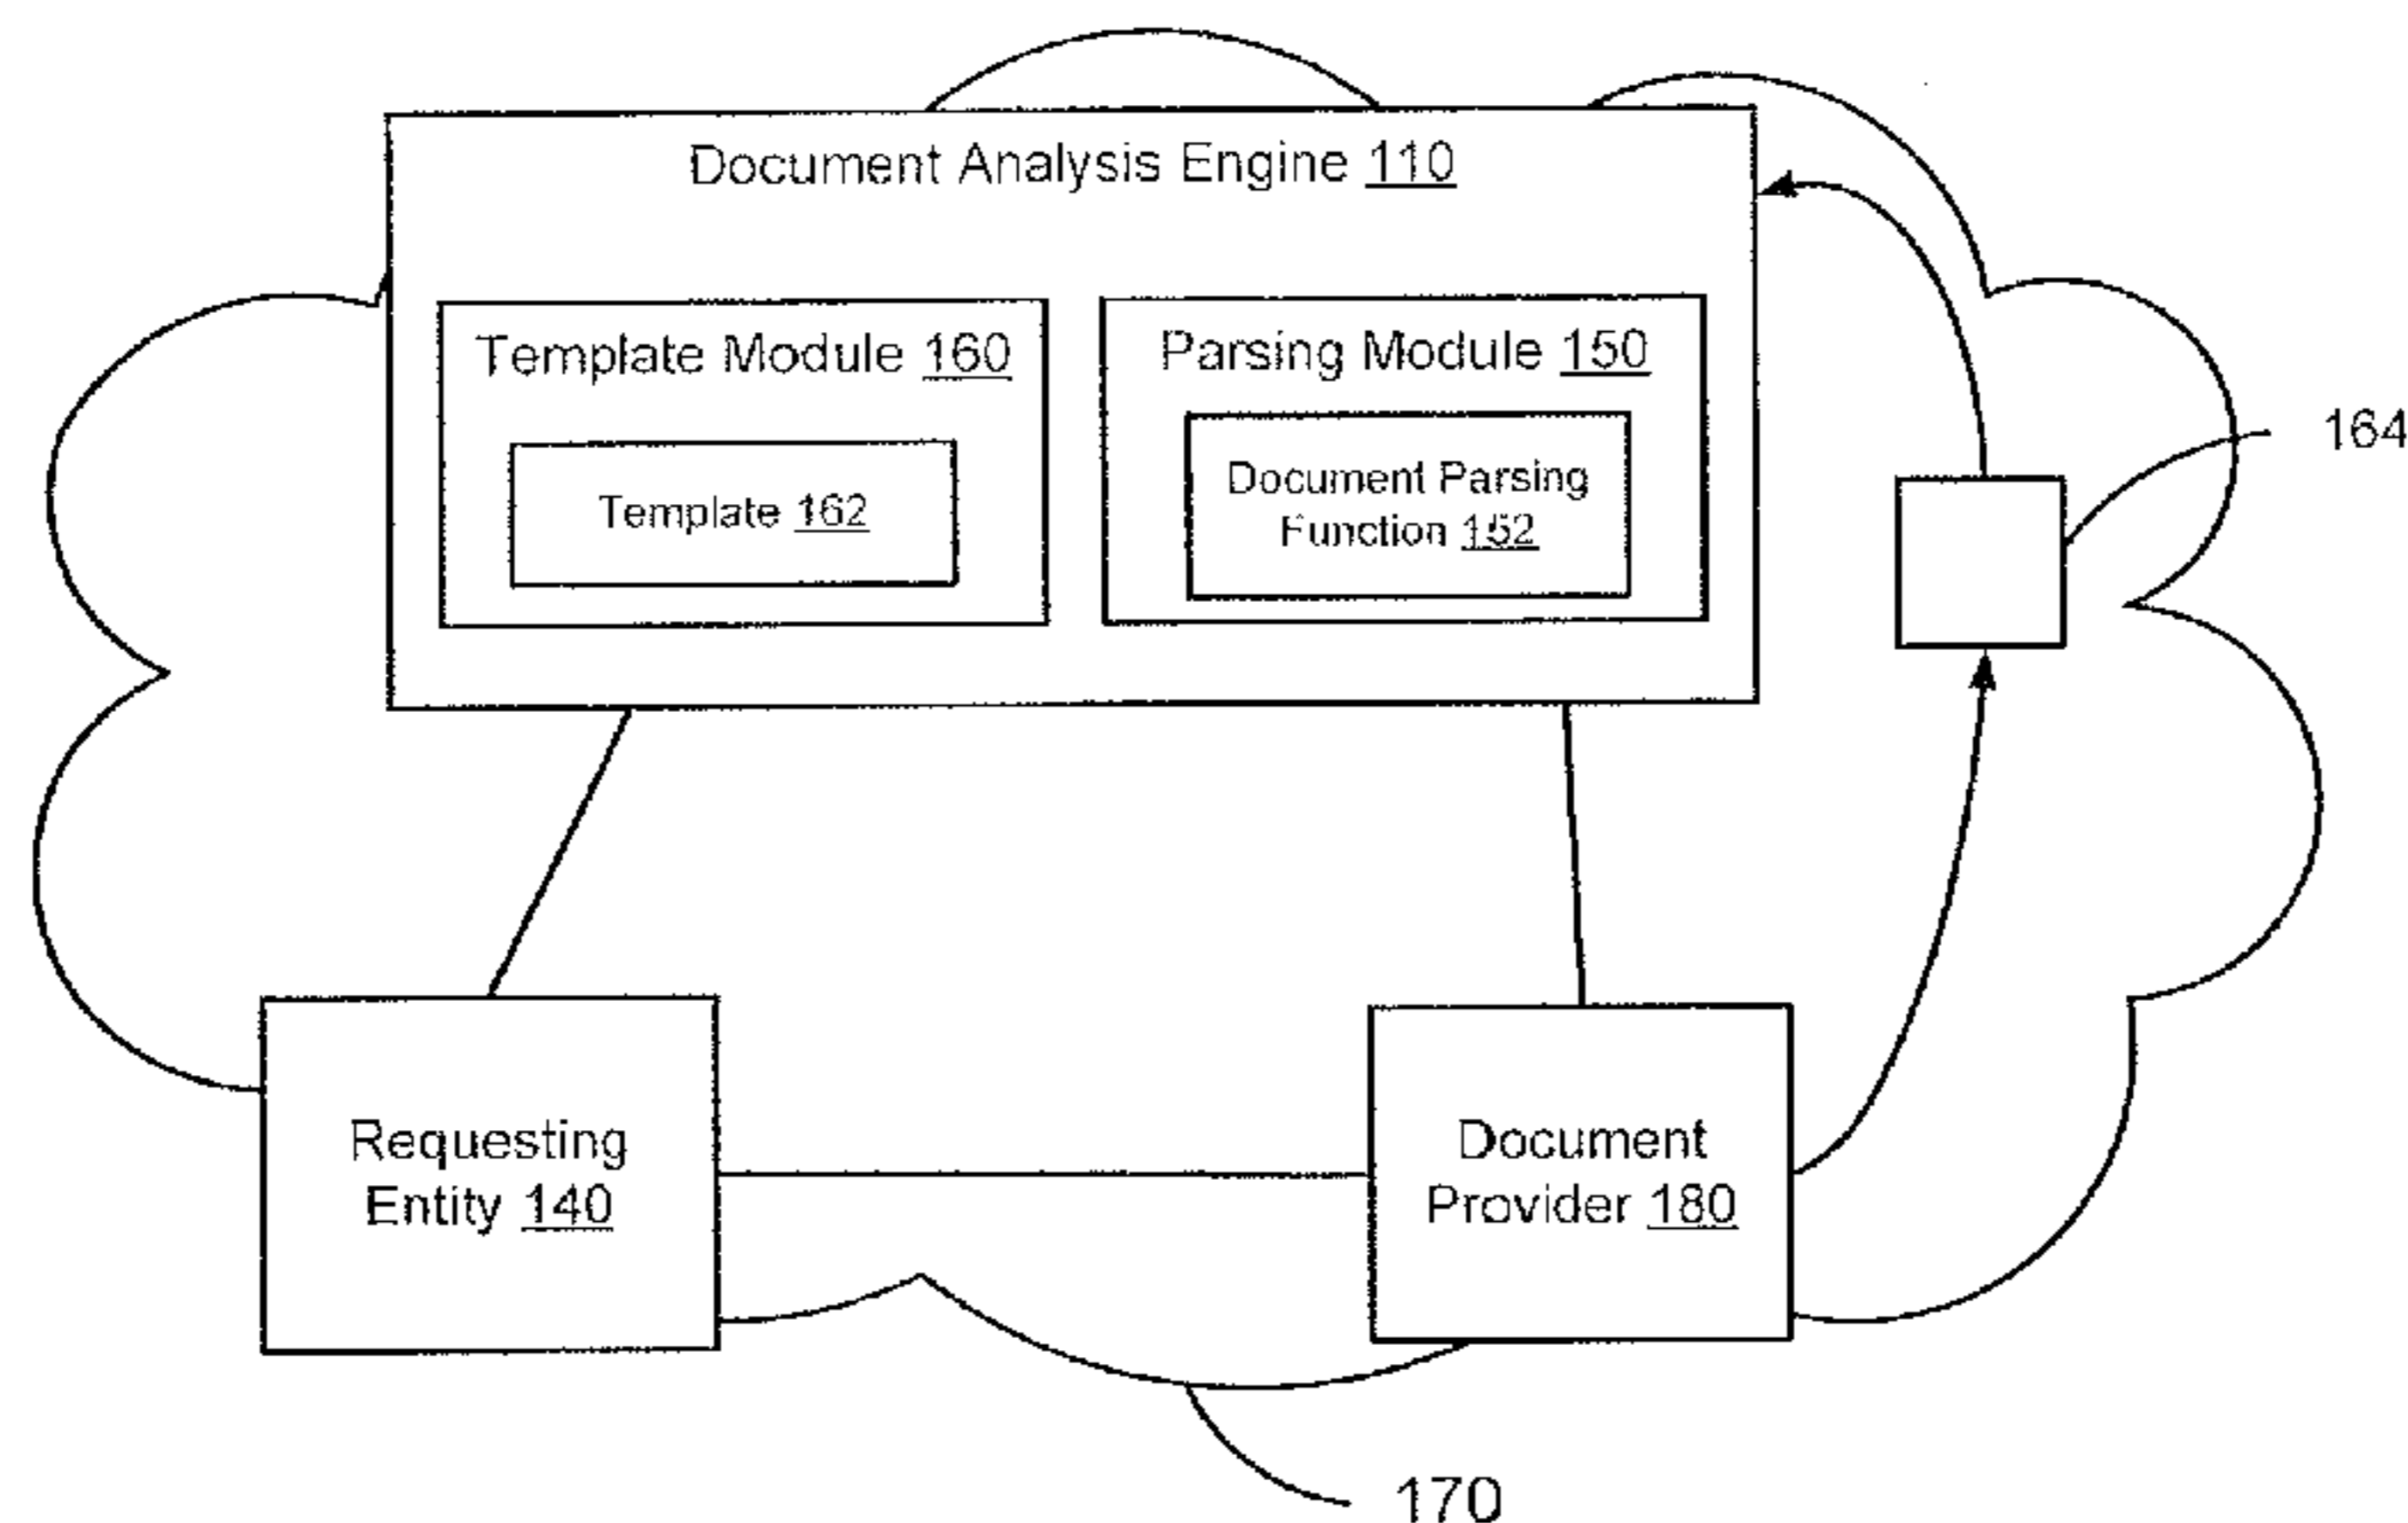 Document Analysis Engine 110
Template Module 160
Parsing Module 150
Template 162
Document Parsing
Function 152
164
Requesting
Entity 140
Document
Provider 180
170